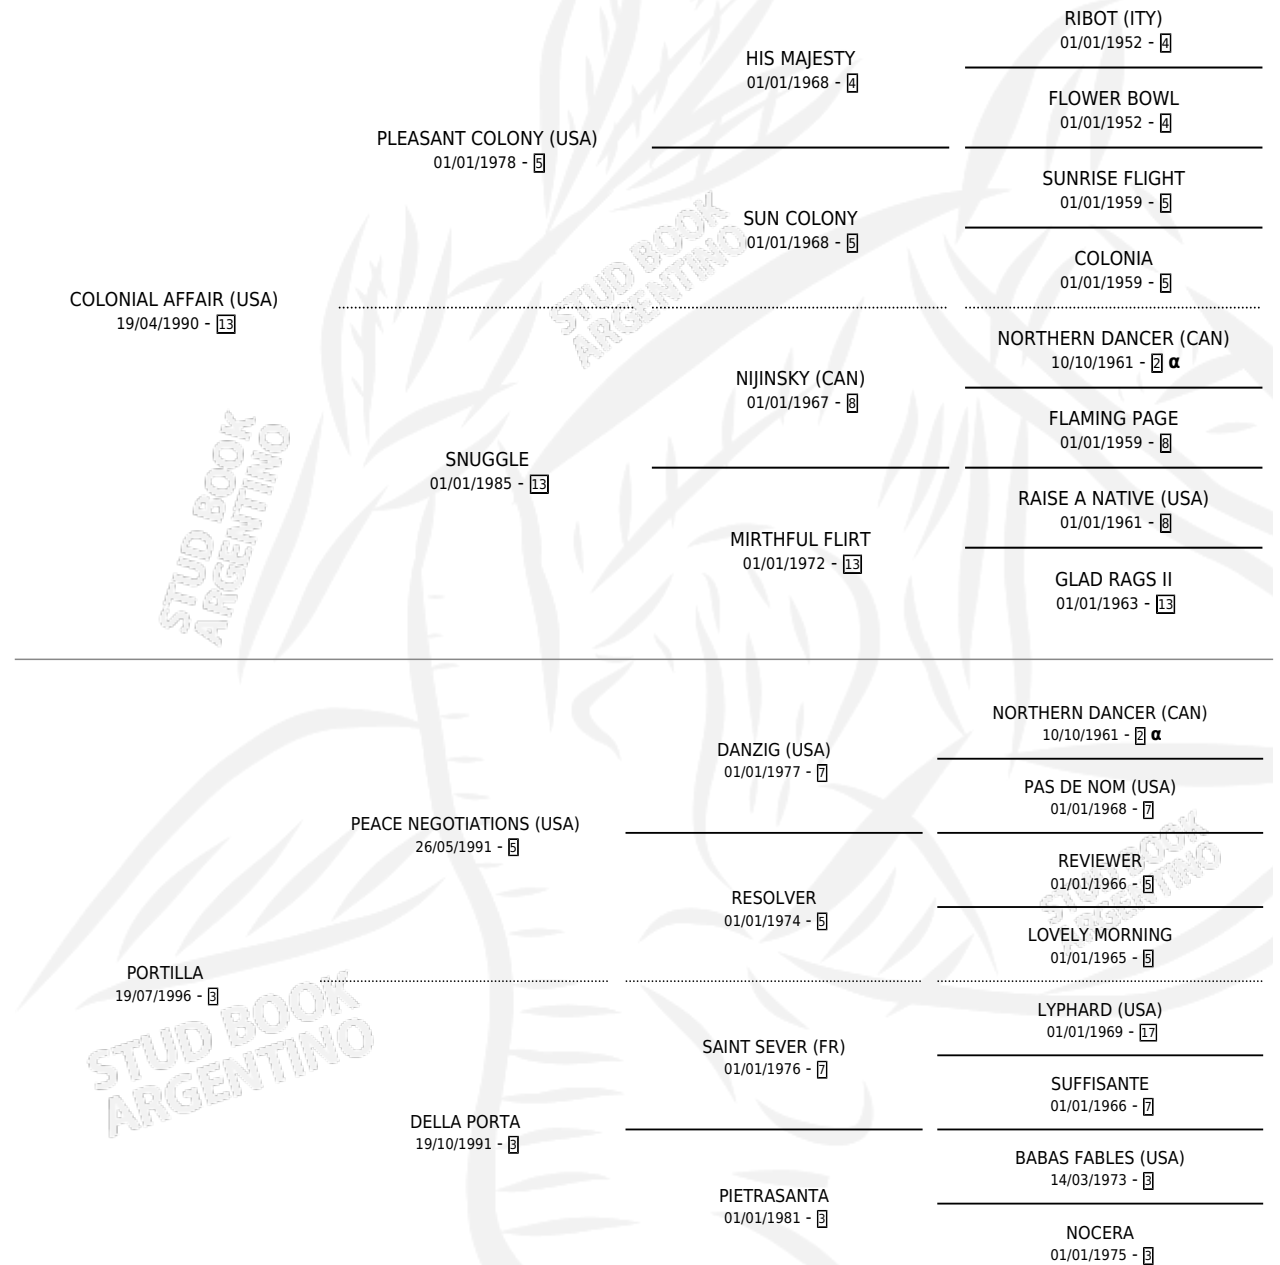 RIBOT (ITY)
01/01/1952 - 4
HIS MAJESTY
01/01/1968 - 4
FLOWER BOWL
01/01/1952 - 4
PLEASANT COLONY (USA)
01/01/1978 - 5
SUNRISE FLIGHT
01/01/1959 - 5
SUN COLONY
01/01/1968 - 5
COLONIA
01/01/1959 - 5
COLONIAL AFFAIR (USA)
19/04/1990 - 13
NORTHERN DANCER (CAN)
10/10/1961 - 2 α
NIJINSKY (CAN)
01/01/1967 - 8
FLAMING PAGE
01/01/1959 - 8
SNUGGLE
01/01/1985 - 13
RAISE A NATIVE (USA)
01/01/1961 - 8
MIRTHFUL FLIRT
01/01/1972 - 13
GLAD RAGS II
01/01/1963 - 13
NORTHERN DANCER (CAN)
10/10/1961 - 2 α
DANZIG (USA)
01/01/1977 - 7
PAS DE NOM (USA)
01/01/1968 - 7
PEACE NEGOTIATIONS (USA)
26/05/1991 - 5
REVIEWER
01/01/1966 - 5
RESOLVER
01/01/1974 - 5
LOVELY MORNING
01/01/1965 - 5
PORTILLA
19/07/1996 - 3
LYPHARD (USA)
01/01/1969 - 17
SAINT SEVER (FR)
01/01/1976 - 7
SUFFISANTE
01/01/1966 - 7
DELLA PORTA
19/10/1991 - 3
BABAS FABLES (USA)
14/03/1973 - 3
PIETRASANTA
01/01/1981 - 3
NOCERA
01/01/1975 - 3
STUD BOOK
ARGENTINO
STUD BOOK
ARGENTINO
STUD BOOK
ARGENTINO
STUD BOOK
ARGENTINO